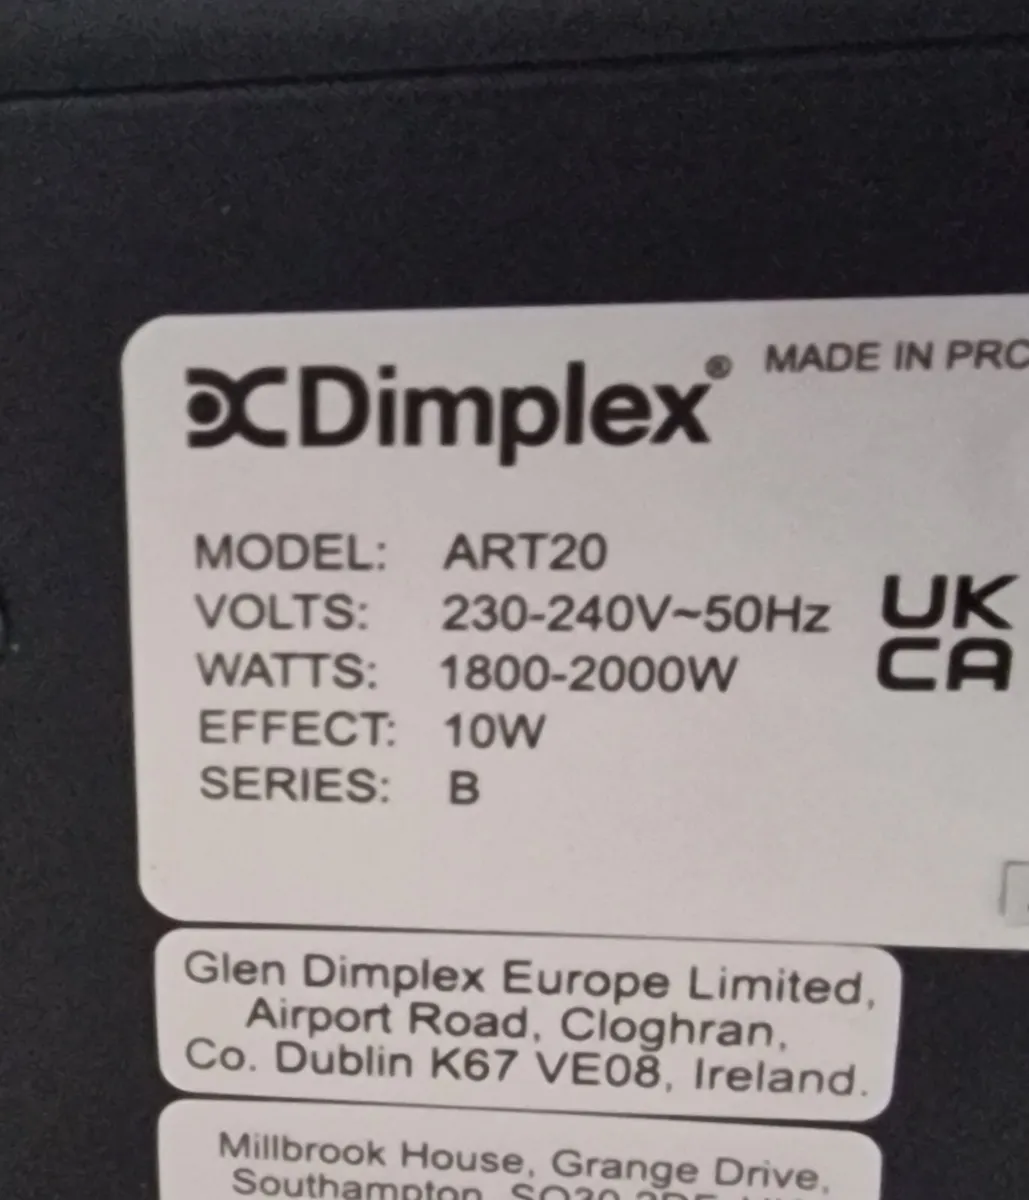 Dimplex® MADE IN PRC
MODEL: ART20
VOLTS: 230-240V~50Hz
WATTS: 1800-2000W
EFFECT: 10W
SERIES: B
UK
CA
Glen Dimplex Europe Limited,
Airport Road, Cloghran,
Co. Dublin K67 VE08, Ireland.
Millbrook House, Grange Drive,
Southampton